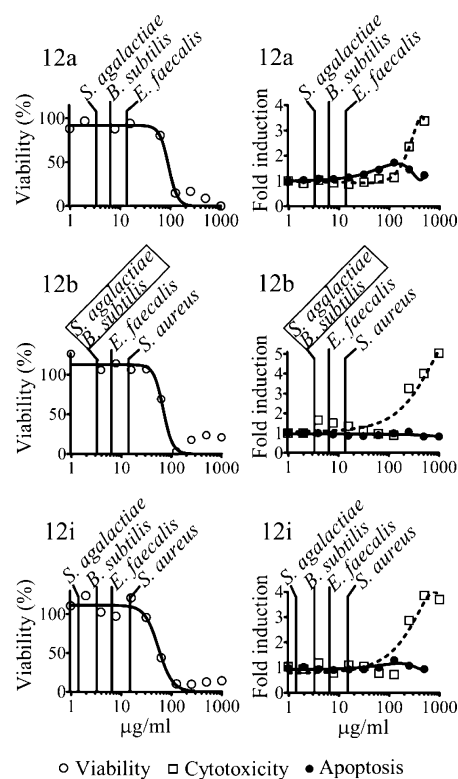 12a
S. agalactiae
B. subtilis
E. faecalis
Viability (%)
100
50
0
1 10 100 1000
12a
S. agalactiae
B. subtilis
E. faecalis
Fold induction
4
3
2
1
0
1 10 100 1000
12b
S. agalactiae
B. subtilis
E. faecalis
S. aureus
Viability (%)
100
50
0
1 10 100 1000
12b
S. agalactiae
B. subtilis
E. faecalis
S. aureus
Fold induction
5
4
3
2
1
0
1 10 100 1000
12i
S. agalactiae
B. subtilis
E. faecalis
S. aureus
Viability (%)
100
50
0
1 10 100 1000
µg/ml
12i
S. agalactiae
B. subtilis
E. faecalis
S. aureus
Fold induction
4
3
2
1
0
1 10 100 1000
µg/ml
Viability Cytotoxicity Apoptosis